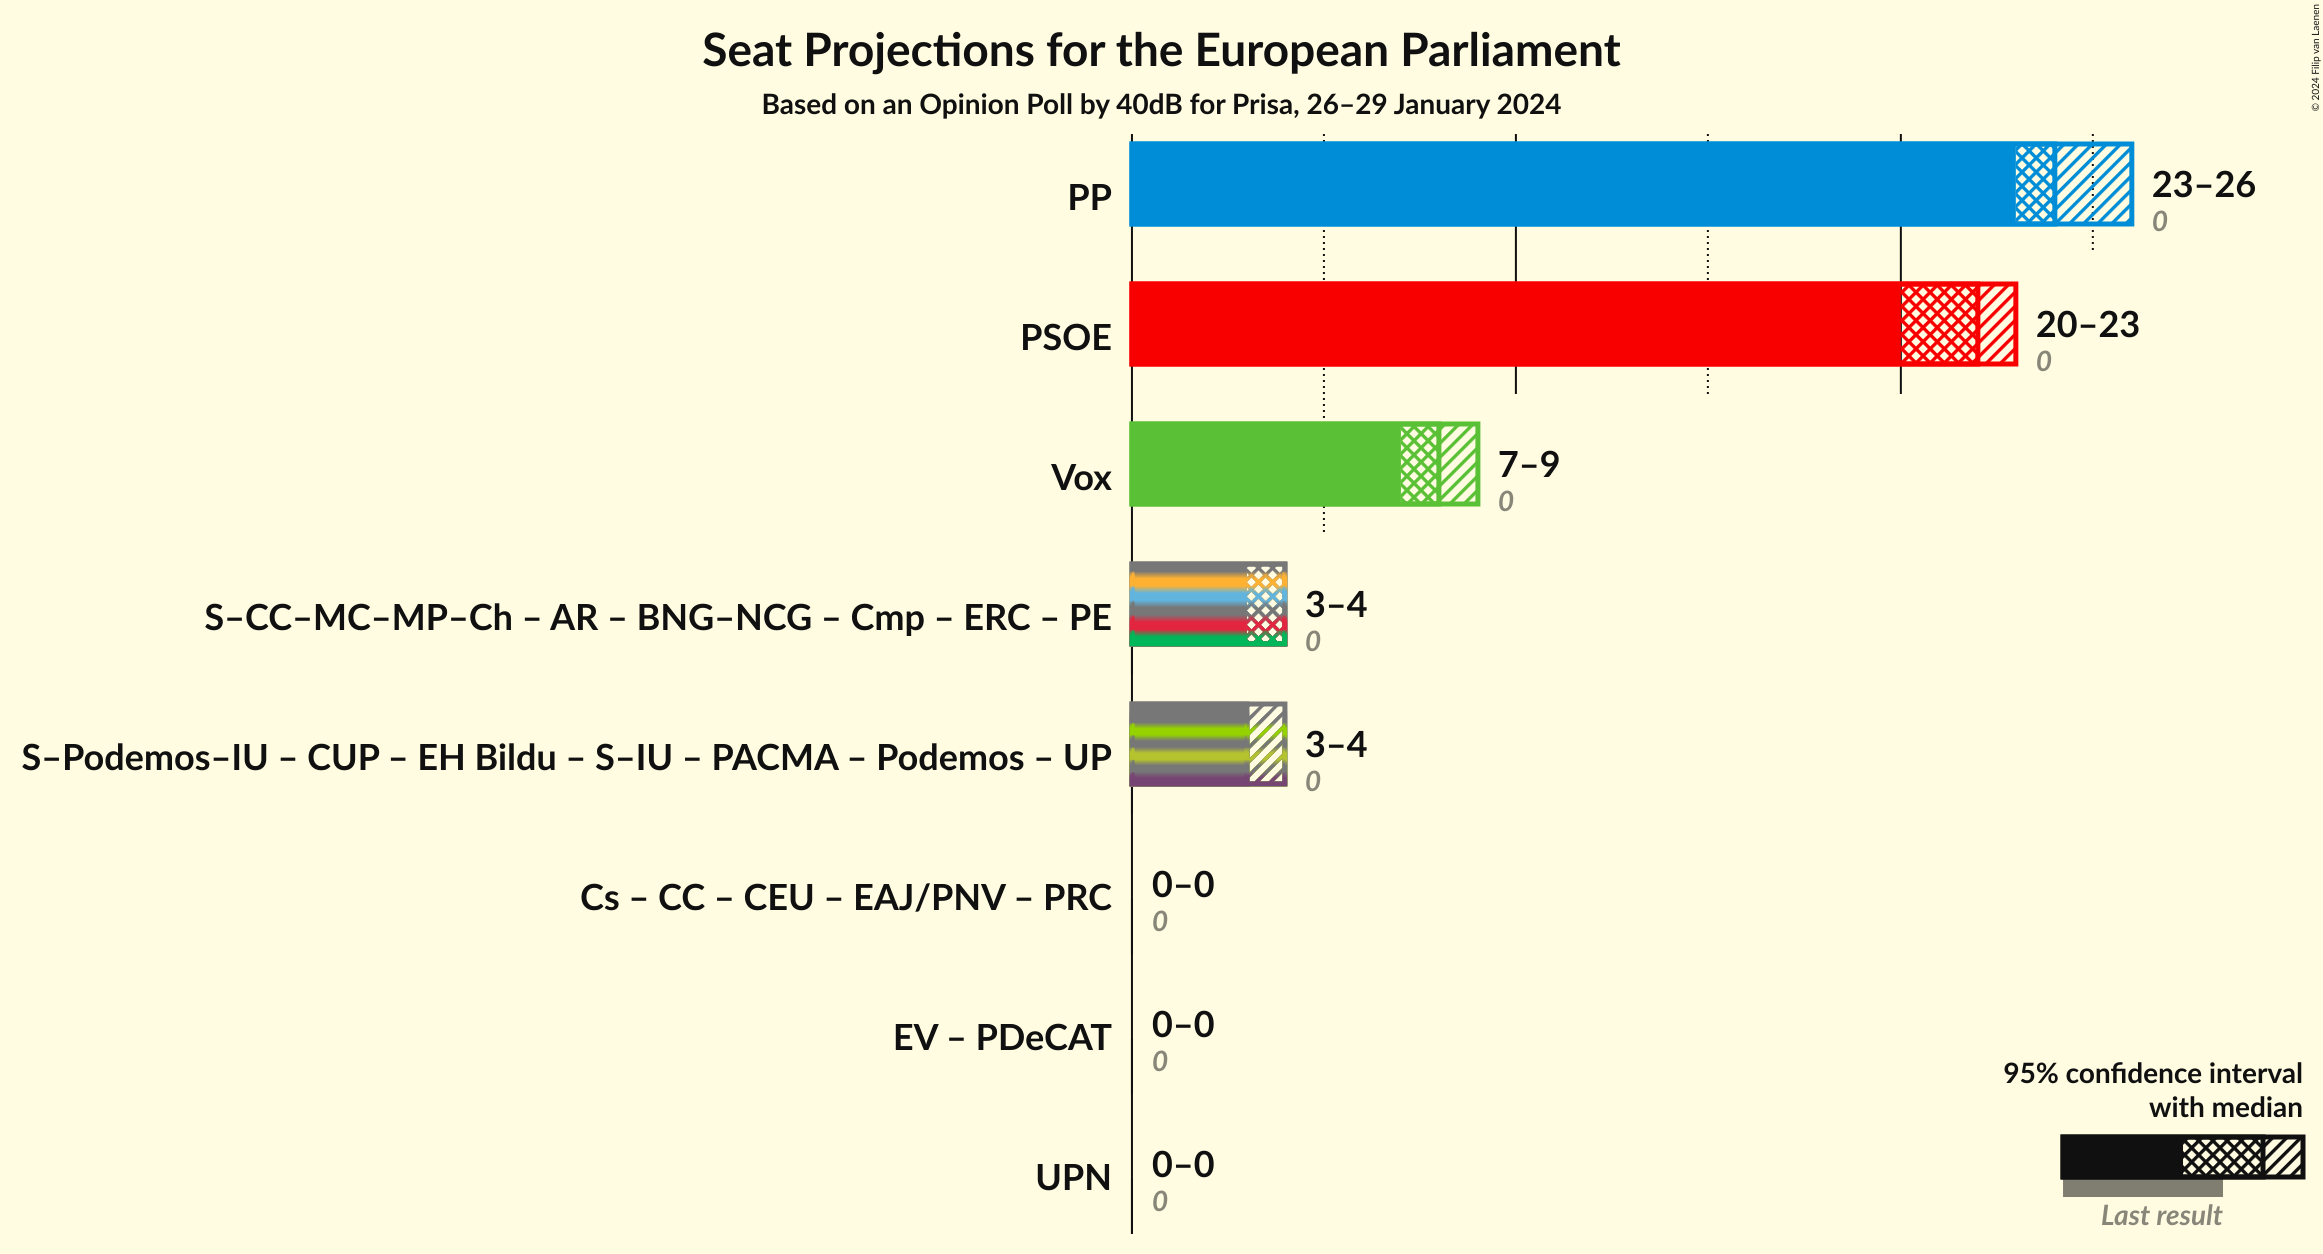 Seat Projections for the European Parliament
Based on an Opinion Poll by 40dB for Prisa, 26–29 January 2024
© 2024 Filip van Laenen
PP
23–26
0
PSOE
20–23
0
Vox
7–9
0
S–CC–MC–MP–Ch – AR – BNG–NCG – Cmp – ERC – PE
3–4
0
S–Podemos–IU – CUP – EH Bildu – S–IU – PACMA – Podemos – UP
3–4
0
Cs – CC – CEU – EAJ/PNV – PRC
0–0
0
EV – PDeCAT
0–0
0
UPN
0–0
0
95% confidence interval
with median
Last result